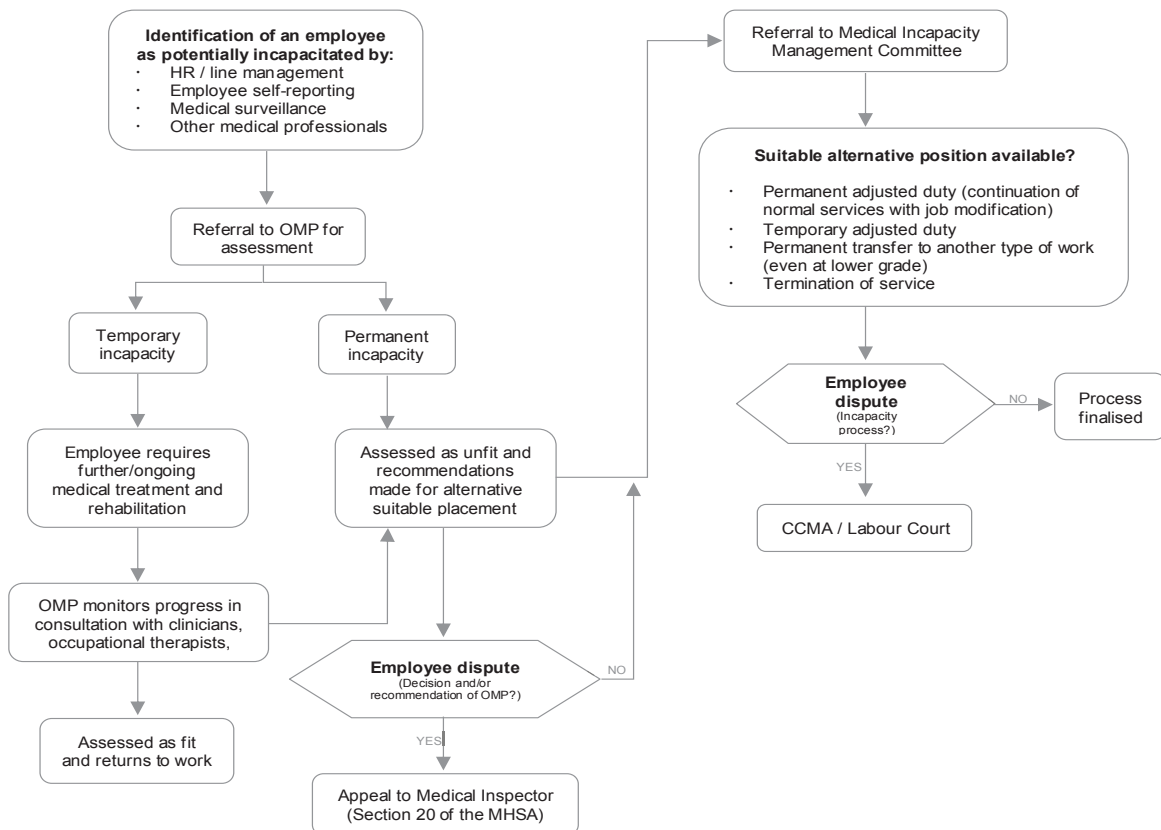 Identification of an employee
as potentially incapacitated by:
· HR / line management
· Employee self-reporting
· Medical surveillance
· Other medical professionals
Referral to OMP for
assessment
Temporary
incapacity
Permanent
incapacity
Employee requires
further/ongoing
medical treatment and
rehabilitation
Assessed as unfit and
recommendations
made for alternative
suitable placement
OMP monitors progress in
consultation with clinicians,
occupational therapists,
Employee dispute
(Decision and/or
recommendation of OMP?)
NO
YES
Assessed as fit
and returns to work
Appeal to Medical Inspector
(Section 20 of the MHSA)
Referral to Medical Incapacity
Management Committee
Suitable alternative position available?
· Permanent adjusted duty (continuation of
normal services with job modification)
· Temporary adjusted duty
· Permanent transfer to another type of work
(even at lower grade)
· Termination of service
Employee
dispute
(Incapacity
process?)
NO
Process
finalised
YES
CCMA / Labour Court